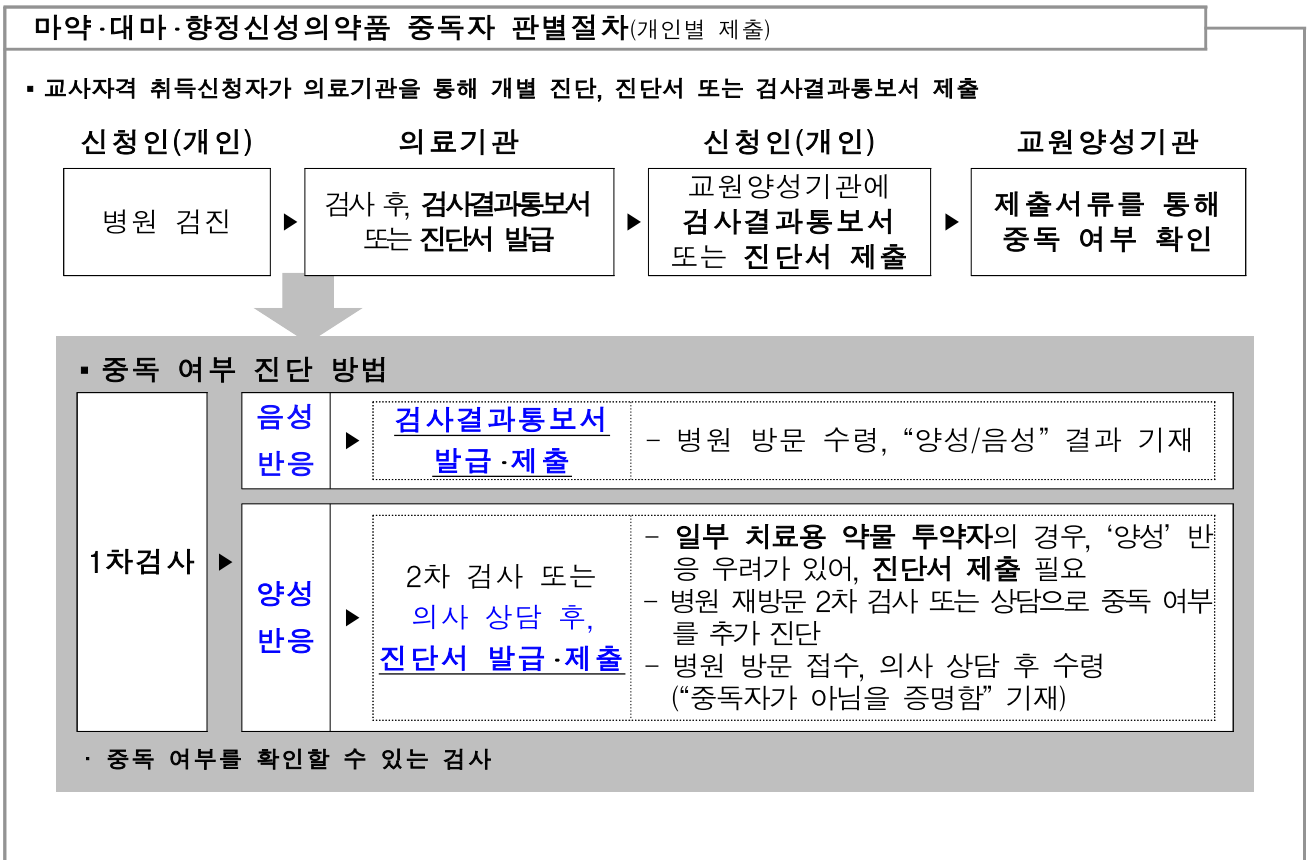 마약·대마·향정신성의약품 중독자 판별절차(개인별 제출)
▪ 교사자격 취득신청자가 의료기관을 통해 개별 진단, 진단서 또는 검사결과통보서 제출
신청인(개인)
의료기관
신청인(개인)
교원양성기관
병원 검진
▶
검사 후, 검사결과통보서
또는 진단서 발급
▶
교원양성기관에
검사결과통보서
또는 진단서 제출
▶
제출서류를 통해
중독 여부 확인
▪ 중독 여부 진단 방법
1차검사
▶
음성
반응
▶
검사결과통보서
발급·제출
- 병원 방문 수령, “양성/음성” 결과 기재
양성
반응
▶
2차 검사 또는
의사 상담 후,
진단서 발급·제출
- 일부 치료용 약물 투약자의 경우, ‘양성’ 반
응 우려가 있어, 진단서 제출 필요
- 병원 재방문 2차 검사 또는 상담으로 중독 여부
를 추가 진단
- 병원 방문 접수, 의사 상담 후 수령
(“중독자가 아님을 증명함” 기재)
· 중독 여부를 확인할 수 있는 검사